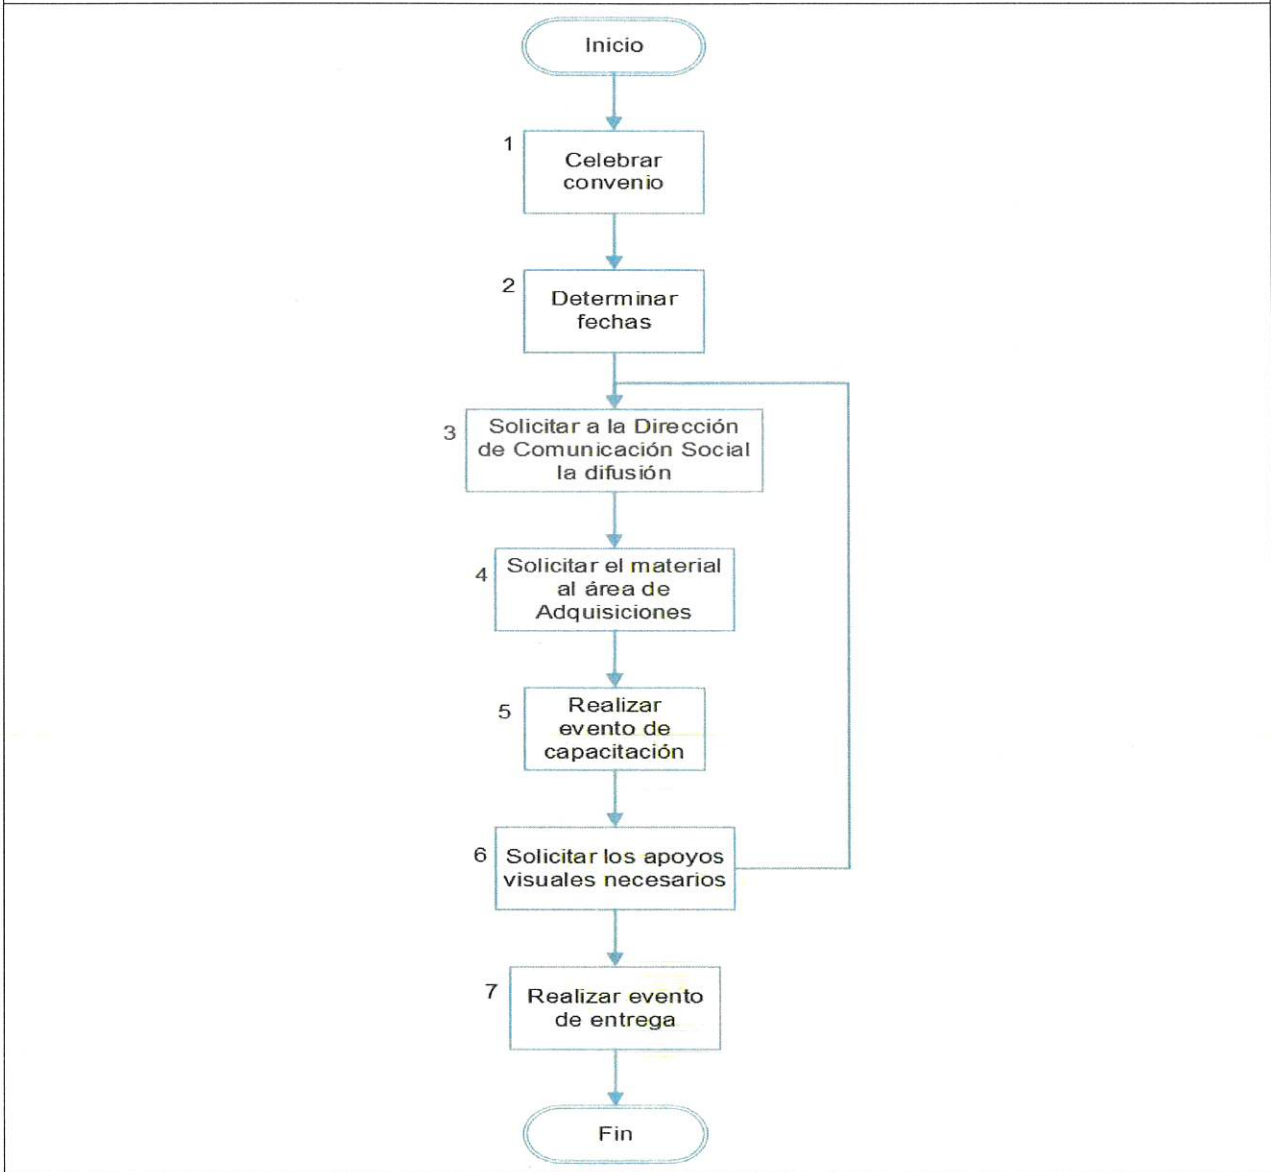 Inicio
1
Celebrar
convenio
2
Determinar
fechas
3
Solicitar a la Dirección
de Comunicación Social
la difusión
4
Solicitar el material
al área de
Adquisiciones
5
Realizar
evento de
capacitación
6
Solicitar los apoyos
visuales necesarios
7
Realizar evento
de entrega
Fin